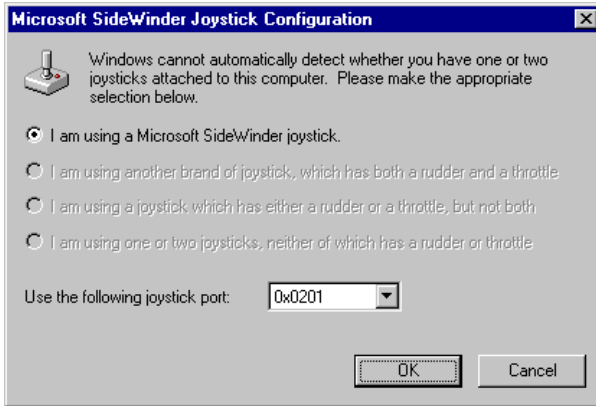 Microsoft SideWinder Joystick Configuration
Windows cannot automatically detect whether you have one or two
joysticks attached to this computer. Please make the appropriate
selection below.
I am using a Microsoft SideWinder joystick.
I am using another brand of joystick, which has both a rudder and a throttle
I am using a joystick which has either a rudder or a throttle, but not both
I am using one or two joysticks, neither of which has a rudder or throttle
Use the following joystick port: 0x0201
OK Cancel